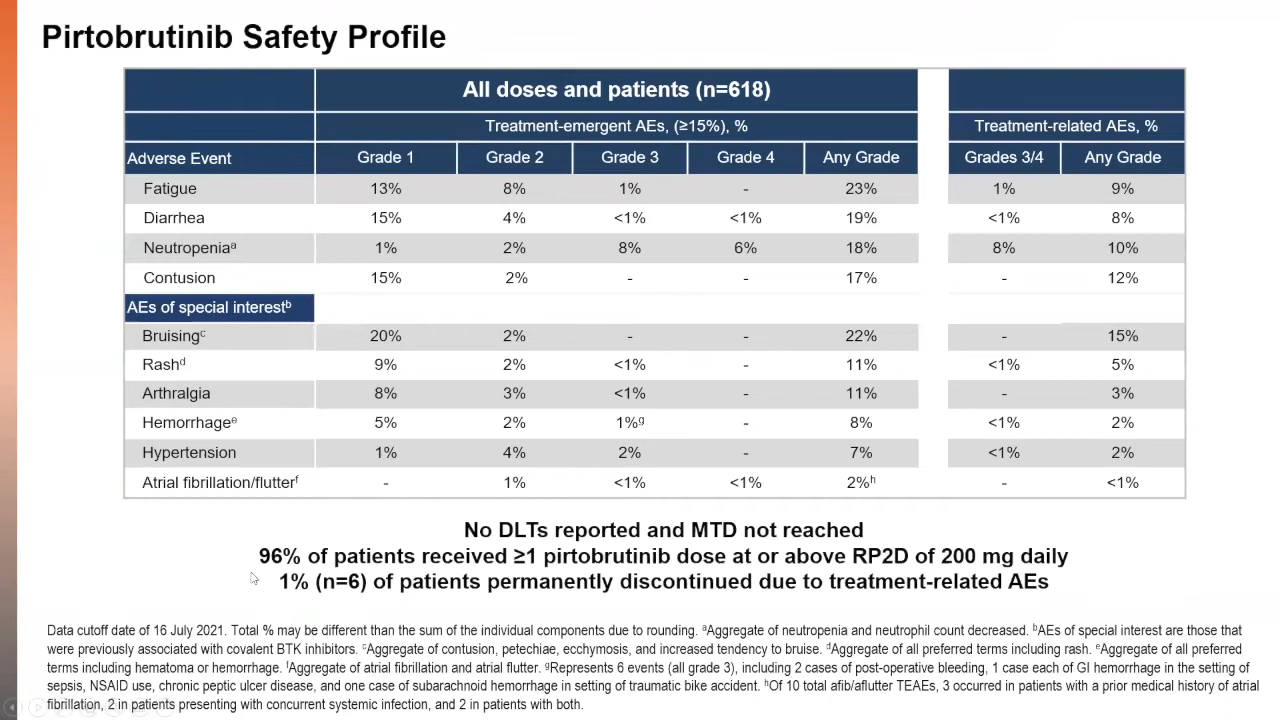 Pirtobrutinib Safety Profile
All doses and patients (n=618)
Treatment-emergent AEs, (≥15%), % Treatment-related AEs, %
Adverse Event Grade 1 Grade 2 Grade 3 Grade 4 Any Grade Grades 3/4 Any Grade
Fatigue 13% 8% 1% - 23% 1% 9%
Diarrhea 15% 4% <1% <1% 19% <1% 8%
Neutropeniaᵃ 1% 2% 8% 6% 18% 8% 10%
Contusion 15% 2% - - 17% - 12%
AEs of special interestᵇ
Bruisingᶜ 20% 2% - - 22% - 15%
Rashᵈ 9% 2% <1% - 11% <1% 5%
Arthralgia 8% 3% <1% - 11% - 3%
Hemorrhageᵉ 5% 2% 1%ᵍ - 8% <1% 2%
Hypertension 1% 4% 2% - 7% <1% 2%
Atrial fibrillation/flutterᶠ - 1% <1% <1% 2%ʰ - <1%
No DLTs reported and MTD not reached
96% of patients received ≥1 pirtobrutinib dose at or above RP2D of 200 mg daily
1% (n=6) of patients permanently discontinued due to treatment-related AEs
Data cutoff date of 16 July 2021. Total % may be different than the sum of the individual components due to rounding. ᵃAggregate of neutropenia and neutrophil count decreased. ᵇAEs of special interest are those that
were previously associated with covalent BTK inhibitors. ᶜAggregate of contusion, petechiae, ecchymosis, and increased tendency to bruise. ᵈAggregate of all preferred terms including rash. ᵉAggregate of all preferred
terms including hematoma or hemorrhage. ᶠAggregate of atrial fibrillation and atrial flutter. ᵍRepresents 6 events (all grade 3), including 2 cases of post-operative bleeding, 1 case each of GI hemorrhage in the setting of
sepsis, NSAID use, chronic peptic ulcer disease, and one case of subarachnoid hemorrhage in setting of traumatic bike accident. ʰOf 10 total afib/aflutter TEAEs, 3 occurred in patients with a prior medical history of atrial
fibrillation, 2 in patients presenting with concurrent systemic infection, and 2 in patients with both.